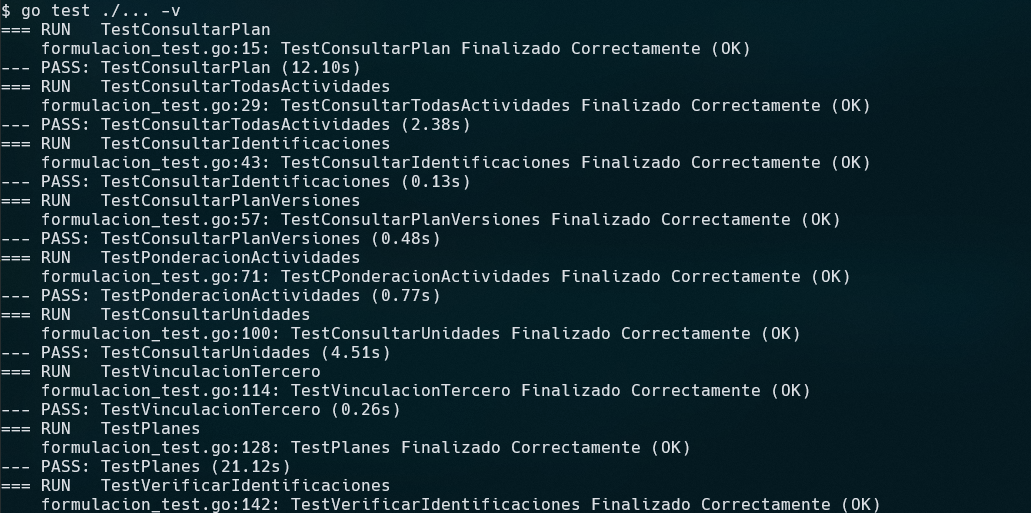 $ go test ./... -v
=== RUN   TestConsultarPlan
    formulacion_test.go:15: TestConsultarPlan Finalizado Correctamente (OK)
--- PASS: TestConsultarPlan (12.10s)
=== RUN   TestConsultarTodasActividades
    formulacion_test.go:29: TestConsultarTodasActividades Finalizado Correctamente (OK)
--- PASS: TestConsultarTodasActividades (2.38s)
=== RUN   TestConsultarIdentificaciones
    formulacion_test.go:43: TestConsultarIdentificaciones Finalizado Correctamente (OK)
--- PASS: TestConsultarIdentificaciones (0.13s)
=== RUN   TestConsultarPlanVersiones
    formulacion_test.go:57: TestConsultarPlanVersiones Finalizado Correctamente (OK)
--- PASS: TestConsultarPlanVersiones (0.48s)
=== RUN   TestPonderacionActividades
    formulacion_test.go:71: TestCPonderacionActividades Finalizado Correctamente (OK)
--- PASS: TestPonderacionActividades (0.77s)
=== RUN   TestConsultarUnidades
    formulacion_test.go:100: TestConsultarUnidades Finalizado Correctamente (OK)
--- PASS: TestConsultarUnidades (4.51s)
=== RUN   TestVinculacionTercero
    formulacion_test.go:114: TestVinculacionTercero Finalizado Correctamente (OK)
--- PASS: TestVinculacionTercero (0.26s)
=== RUN   TestPlanes
    formulacion_test.go:128: TestPlanes Finalizado Correctamente (OK)
--- PASS: TestPlanes (21.12s)
=== RUN   TestVerificarIdentificaciones
    formulacion_test.go:142: TestVerificarIdentificaciones Finalizado Correctamente (OK)